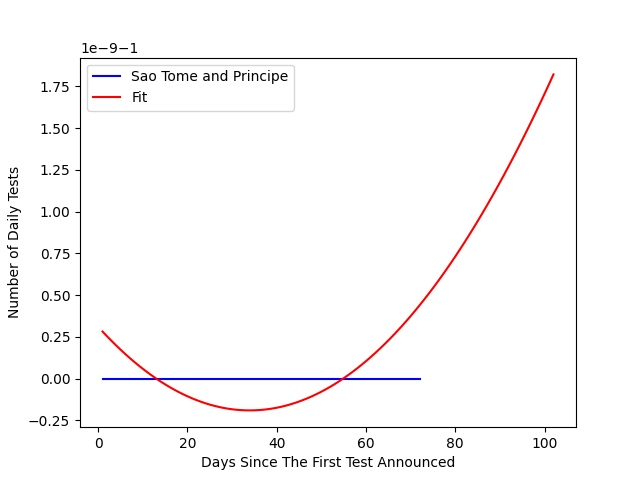 1e−9−1
Sao Tome and Principe
Fit
1.75
1.50
1.25
1.00
0.75
0.50
0.25
0.00
−0.25
Number of Daily Tests
0 20 40 60 80 100
Days Since The First Test Announced